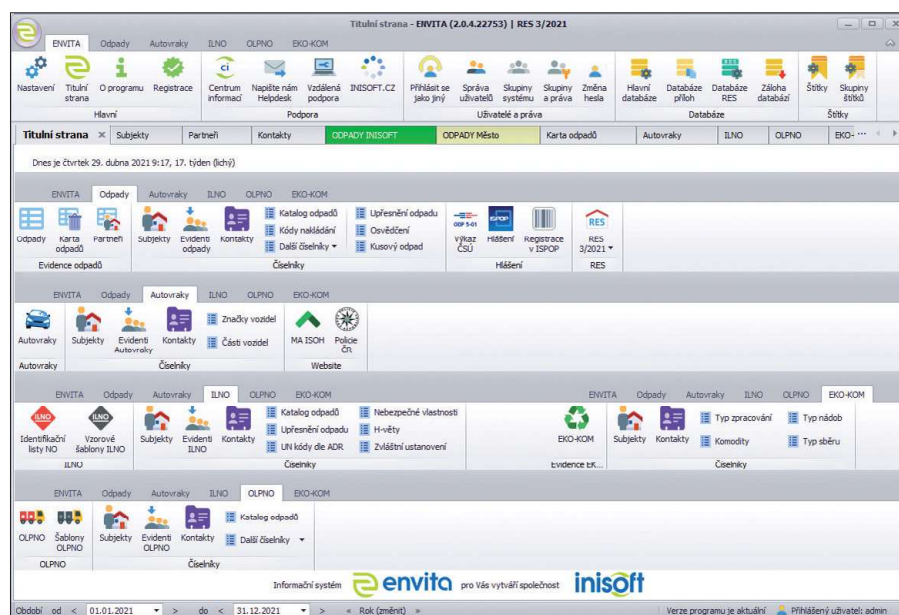 Titulní strana - ENVITA (2.0.4.22753) | RES 3/2021
ENVITA Odpady Autovraky ILNO OLPNO EKO-KOM
Nastavení Titulní strana O programu Registrace Centrum informací Napište nám Helpdesk Vzdálená podpora INISOFT.CZ Přihlásit se jako jiný Správa uživatelů Skupiny systému Skupiny a práva Změna hesla Hlavní databáze Databáze příloh Databáze RES Záloha databází Štítky Skupiny štítků
Hlavní Podpora Uživatelé a práva Databáze Štítky
Titulní strana × Subjekty Partneři Kontakty ODPADY INISOFT ODPADY Město Karta odpadů Autovraky ILNO OLPNO EKO- ...
Dnes je čtvrtek 29. dubna 2021 9:17, 17. týden (lichý)
ENVITA Odpady Autovraky ILNO OLPNO EKO-KOM
Odpady Karta odpadů Partneři Subjekty Evidenti odpady Kontakty Katalog odpadů Kódy nakládání Další číselníky Upřesnění odpadu Osvědčení Kusový odpad ODP 5-01 Výkaz ČSÚ ISPOP Hlášení Registrace v ISPOP RES RES 3/2021
Evidence odpadů Číselníky Hlášení RES
ENVITA Odpady Autovraky ILNO OLPNO EKO-KOM
Autovraky Subjekty Evidenti Autovraky Kontakty Značky vozidel Části vozidel MA ISOH Policie ČR
Autovraky Číselníky Website
ENVITA Odpady Autovraky ILNO OLPNO EKO-KOM ENVITA Odpady Autovraky ILNO OLPNO EKO-KOM
ILNO Identifikační listy NO ILNO Vzorové šablony ILNO Subjekty Evidenti ILNO Kontakty Katalog odpadů Upřesnění odpadu UN kódy dle ADR Nebezpečné vlastnosti H-věty Zvláštní ustanovení EKO-KOM Subjekty Kontakty Typ zpracování Komodity Typ nádob Typ sběru
ILNO Číselníky Evidence EK... Číselníky
ENVITA Odpady Autovraky ILNO OLPNO EKO-KOM
OLPNO Šablony OLPNO Subjekty Evidenti OLPNO Kontakty Katalog odpadů Další číselníky
OLPNO Číselníky
Informační systém envita pro Vás vytváří společnost inisoft
Období od < 01.01.2021 > do < 31.12.2021 > « Rok (změnit) » Verze programu je aktuální Přihlášený uživatel: admin